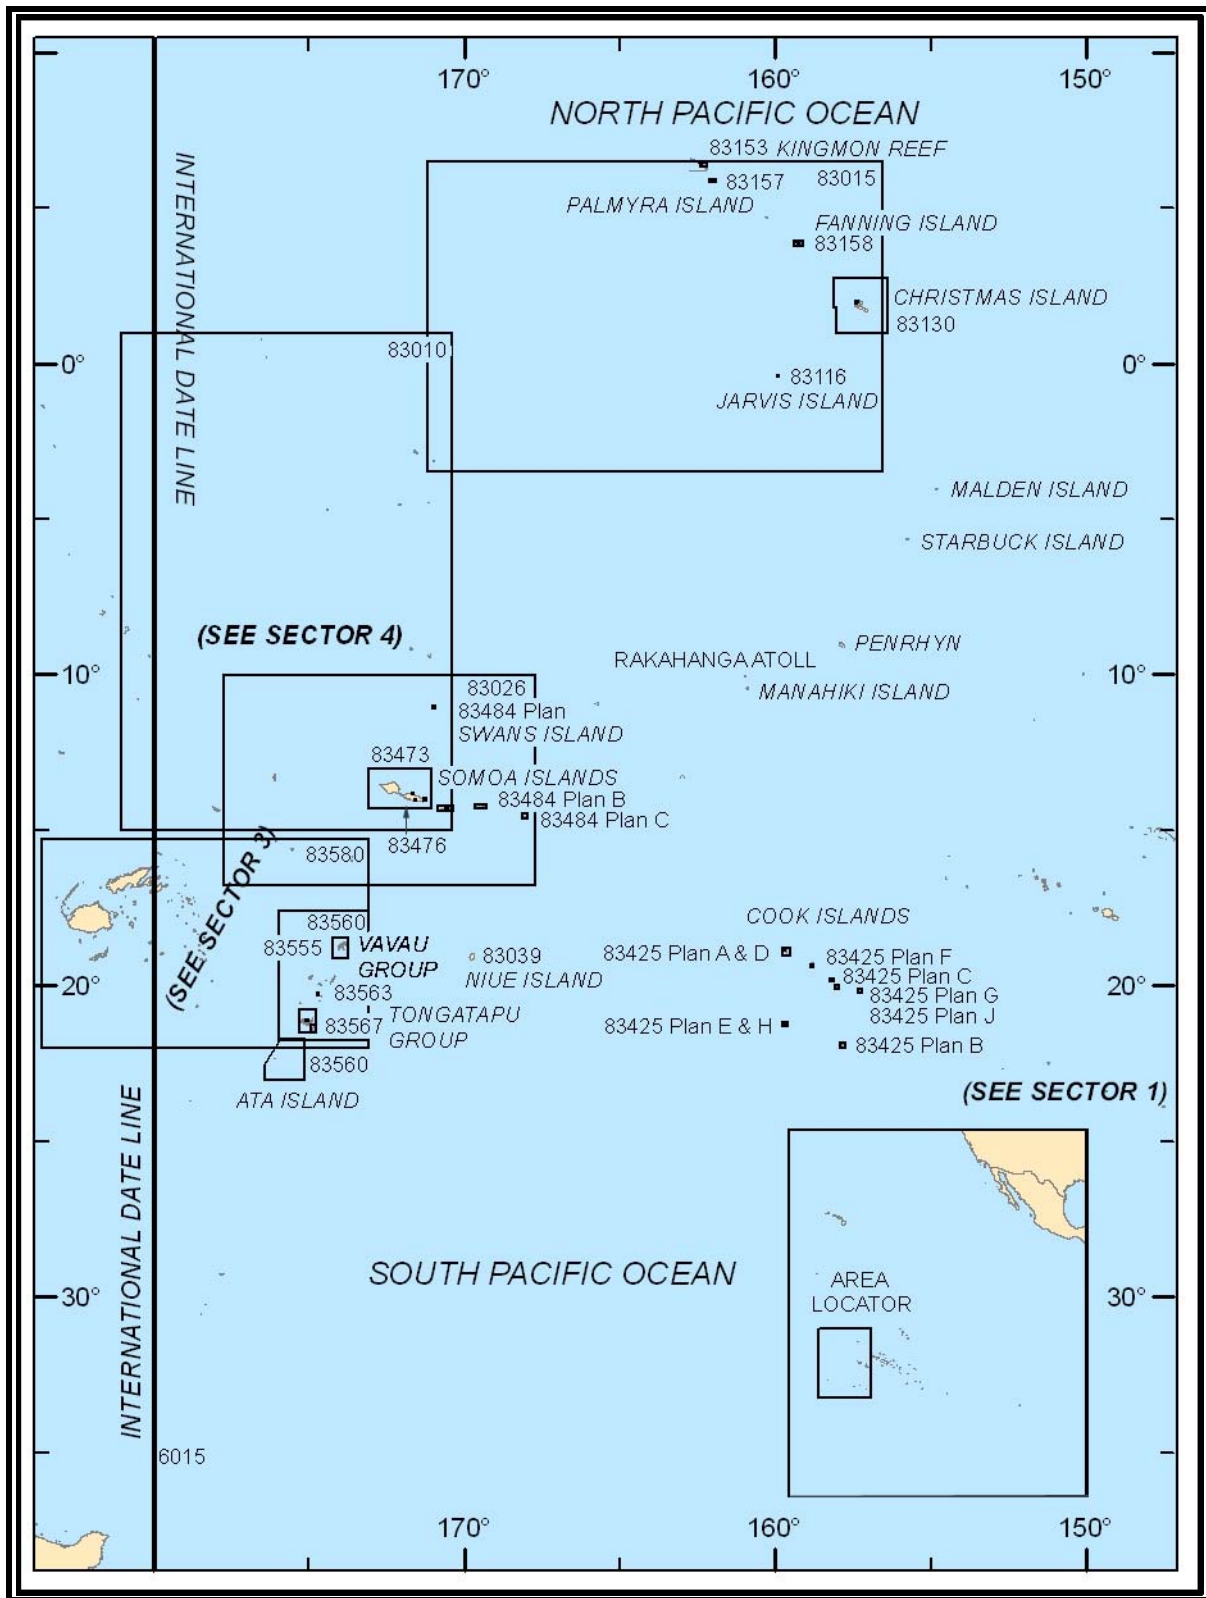 170°
160°
150°
NORTH PACIFIC OCEAN
83153 KINGMON REEF
83157
83015
PALMYRA ISLAND
FANNING ISLAND
83158
CHRISTMAS ISLAND
83130
INTERNATIONAL DATE LINE
83010
0°
0°
83116
JARVIS ISLAND
MALDEN ISLAND
STARBUCK ISLAND
(SEE SECTOR 4)
PENRHYN
RAKAHANGA ATOLL
10°
10°
MANAHIKI ISLAND
83026
83484 Plan
SWANS ISLAND
83473
SOMOA ISLANDS
83484 Plan B
83484 Plan C
83476
83580
(SEE SECTOR 3)
83560
83555
VAVAU
GROUP
83039
NIUE ISLAND
COOK ISLANDS
83425 Plan A & D
83425 Plan F
83425 Plan C
83425 Plan G
83425 Plan J
20°
20°
83563
83567
TONGATAPU
GROUP
83425 Plan E & H
83425 Plan B
83560
ATA ISLAND
(SEE SECTOR 1)
INTERNATIONAL DATE LINE
SOUTH PACIFIC OCEAN
AREA
LOCATOR
30°
30°
6015
170°
160°
150°